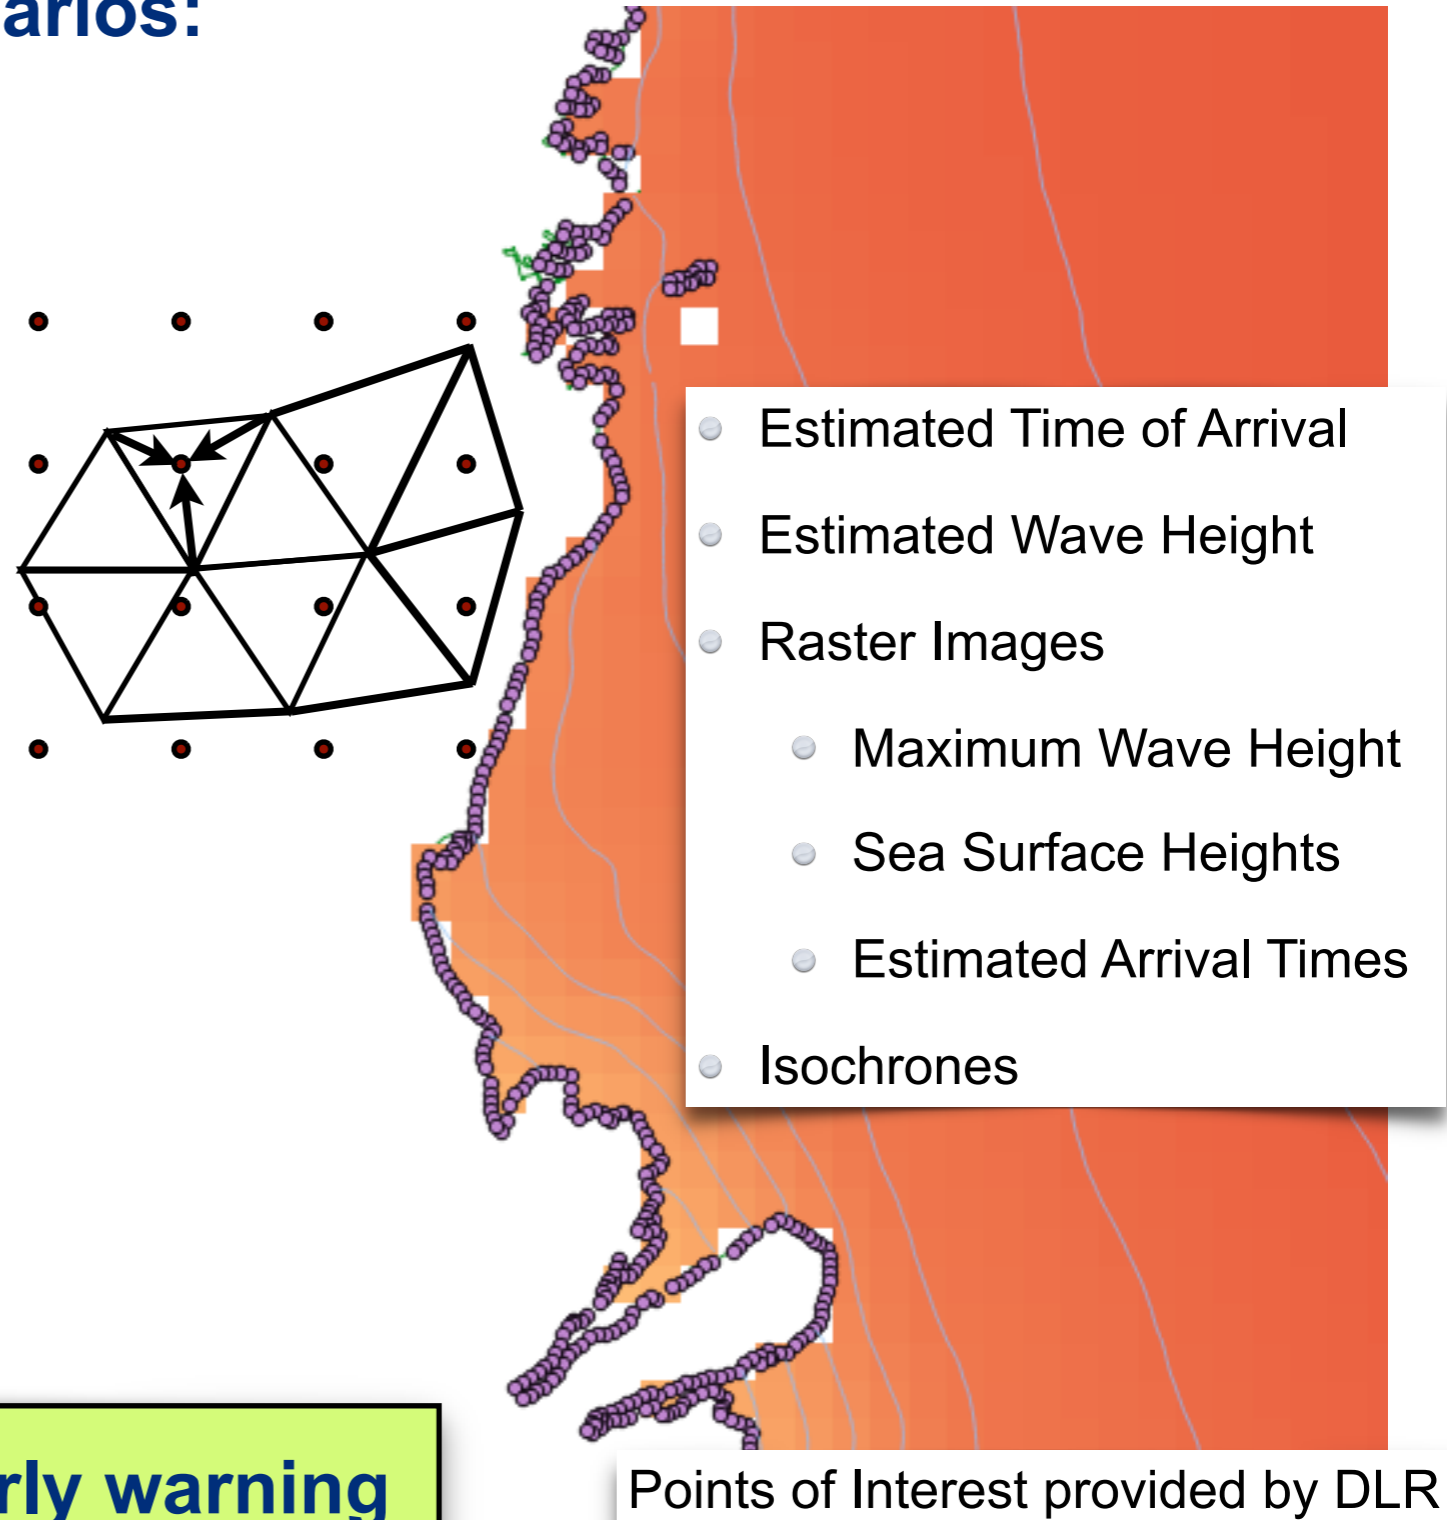 arios:
Estimated Time of Arrival
Estimated Wave Height
Raster Images
Maximum Wave Height
Sea Surface Heights
Estimated Arrival Times
Isochrones
rly warning
Points of Interest provided by DLR